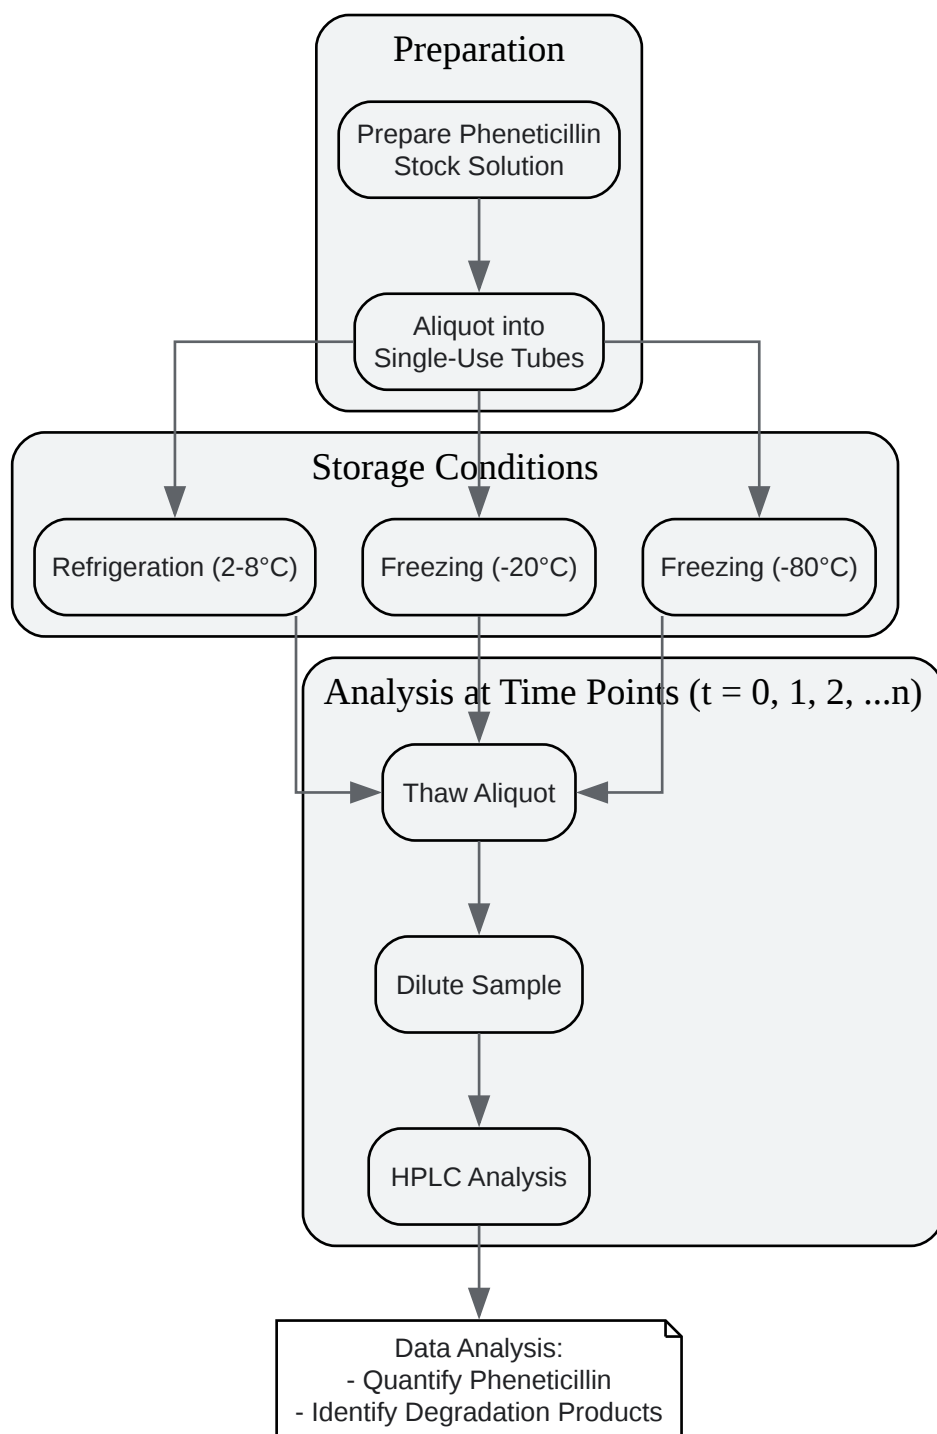 Preparation
Prepare Pheneticillin
Stock Solution
Aliquot into
Single-Use Tubes
Storage Conditions
Refrigeration (2-8°C)
Freezing (-20°C)
Freezing (-80°C)
Analysis at Time Points (t = 0, 1, 2, ...n)
Thaw Aliquot
Dilute Sample
HPLC Analysis
Data Analysis:
- Quantify Pheneticillin
- Identify Degradation Products